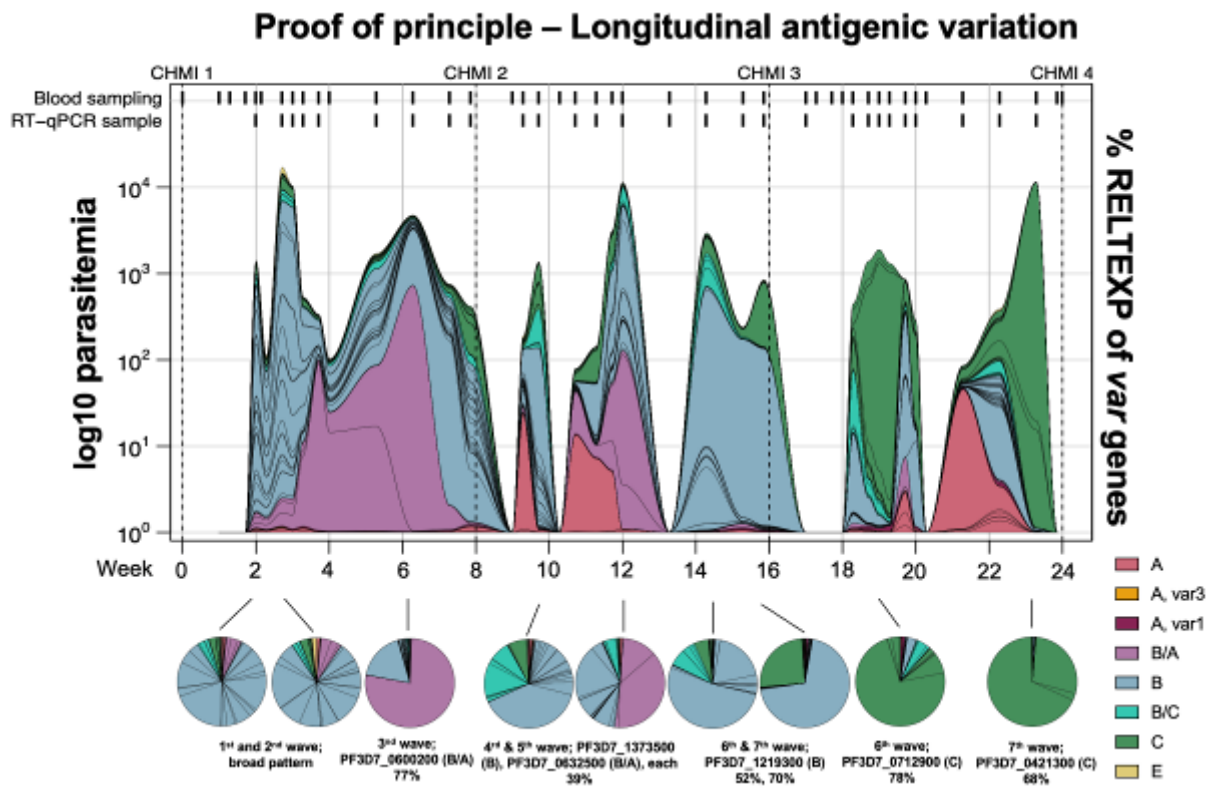 Proof of principle – Longitudinal antigenic variation
CHMI 1 CHMI 2 CHMI 3 CHMI 4
Blood sampling
RT−qPCR sample
log10 parasitemia
10⁴
10³
10²
10¹
10⁰
% RELTEXP of var genes
Week 0 2 4 6 8 10 12 14 16 18 20 22 24
A
A, var3
A, var1
B/A
B
B/C
C
E
1st and 2nd wave;
broad pattern
3rd wave;
PF3D7_0600200 (B/A)
77%
4th & 5th wave; PF3D7_1373500
(B), PF3D7_0632500 (B/A), each
39%
6th & 7th wave;
PF3D7_1219300 (B)
52%, 70%
6th wave;
PF3D7_0712900 (C)
78%
7th wave;
PF3D7_0421300 (C)
68%